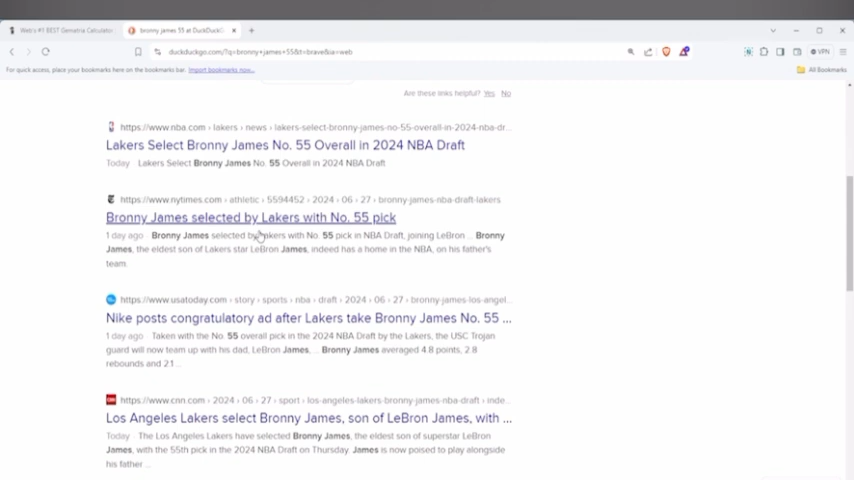 Web's #1 BEST Gematria Calculator
bronny james 55 at DuckDuckG
duckduckgo.com/?q=bronny+james+55&t=brave&ia=web
VPN
For quick access, place your bookmarks here on the bookmarks bar. Import bookmarks now...
All Bookmarks
Are these links helpful? Yes No
https://www.nba.com › lakers › news › lakers-select-bronny-james-no-55-overall-in-2024-nba-dr...
Lakers Select Bronny James No. 55 Overall in 2024 NBA Draft
Today Lakers Select Bronny James No. 55 Overall in 2024 NBA Draft
https://www.nytimes.com › athletic › 5594452 › 2024 › 06 › 27 › bronny-james-nba-draft-lakers
Bronny James selected by Lakers with No. 55 pick
1 day ago Bronny James selected by Lakers with No. 55 pick in NBA Draft, joining LeBron ... Bronny
James, the eldest son of Lakers star LeBron James, indeed has a home in the NBA, on his father's
team.
https://www.usatoday.com › story › sports › nba › draft › 2024 › 06 › 27 › bronny-james-los-angel...
Nike posts congratulatory ad after Lakers take Bronny James No. 55 ...
1 day ago Taken with the No. 55 overall pick in the 2024 NBA Draft by the Lakers, the USC Trojan
guard will now team up with his dad, LeBron James, ... Bronny James averaged 4.8 points, 2.8
rebounds and 2.1 ...
https://www.cnn.com › 2024 › 06 › 27 › sport › los-angeles-lakers-bronny-james-nba-draft › inde...
Los Angeles Lakers select Bronny James, son of LeBron James, with ...
Today The Los Angeles Lakers have selected Bronny James, the eldest son of superstar LeBron
James, with the 55th pick in the 2024 NBA Draft on Thursday. James is now poised to play alongside
his father ...